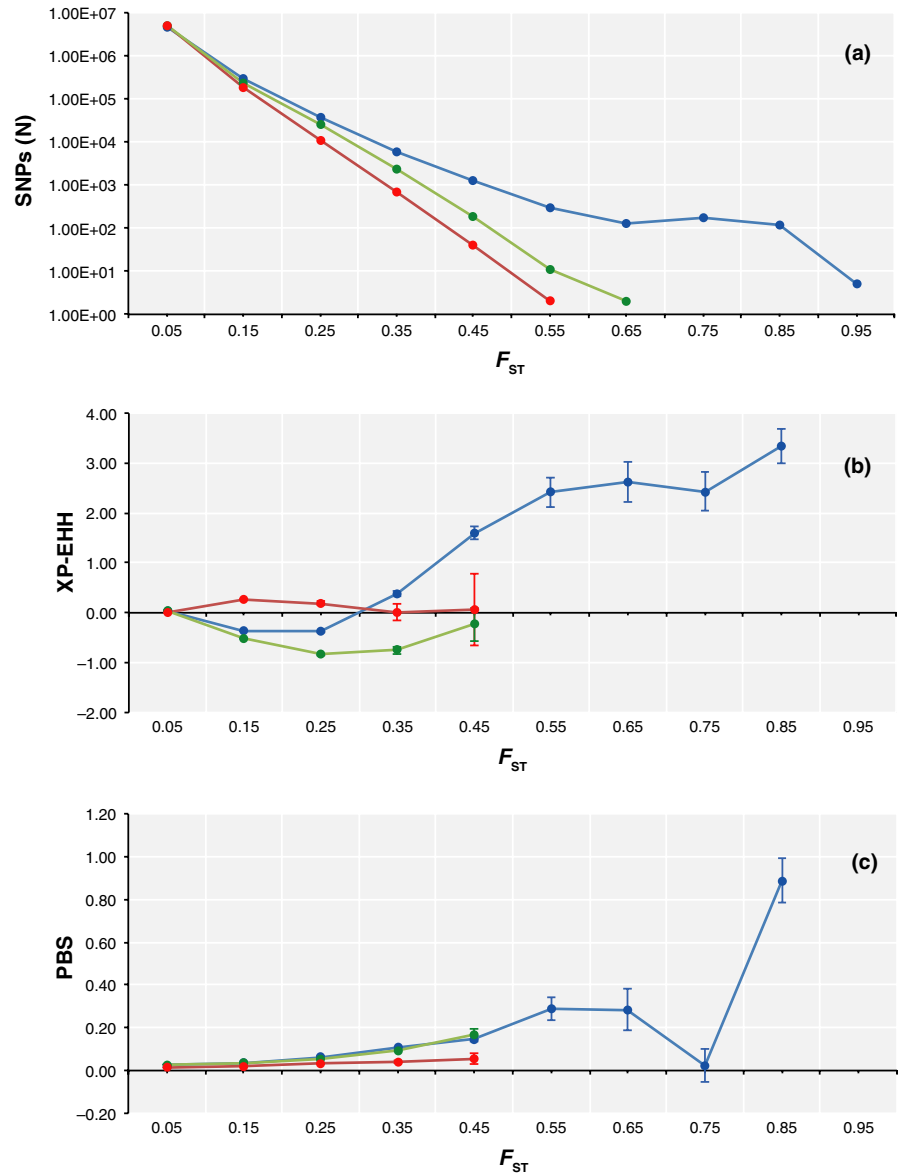 (a)
SNPs (N)
1.00E+07
1.00E+06
1.00E+05
1.00E+04
1.00E+03
1.00E+02
1.00E+01
1.00E+00
0.05 0.15 0.25 0.35 0.45 0.55 0.65 0.75 0.85 0.95
FST
(b)
XP-EHH
4.00
3.00
2.00
1.00
0.00
−1.00
−2.00
0.05 0.15 0.25 0.35 0.45 0.55 0.65 0.75 0.85 0.95
FST
(c)
PBS
1.20
1.00
0.80
0.60
0.40
0.20
0.00
−0.20
0.05 0.15 0.25 0.35 0.45 0.55 0.65 0.75 0.85 0.95
FST